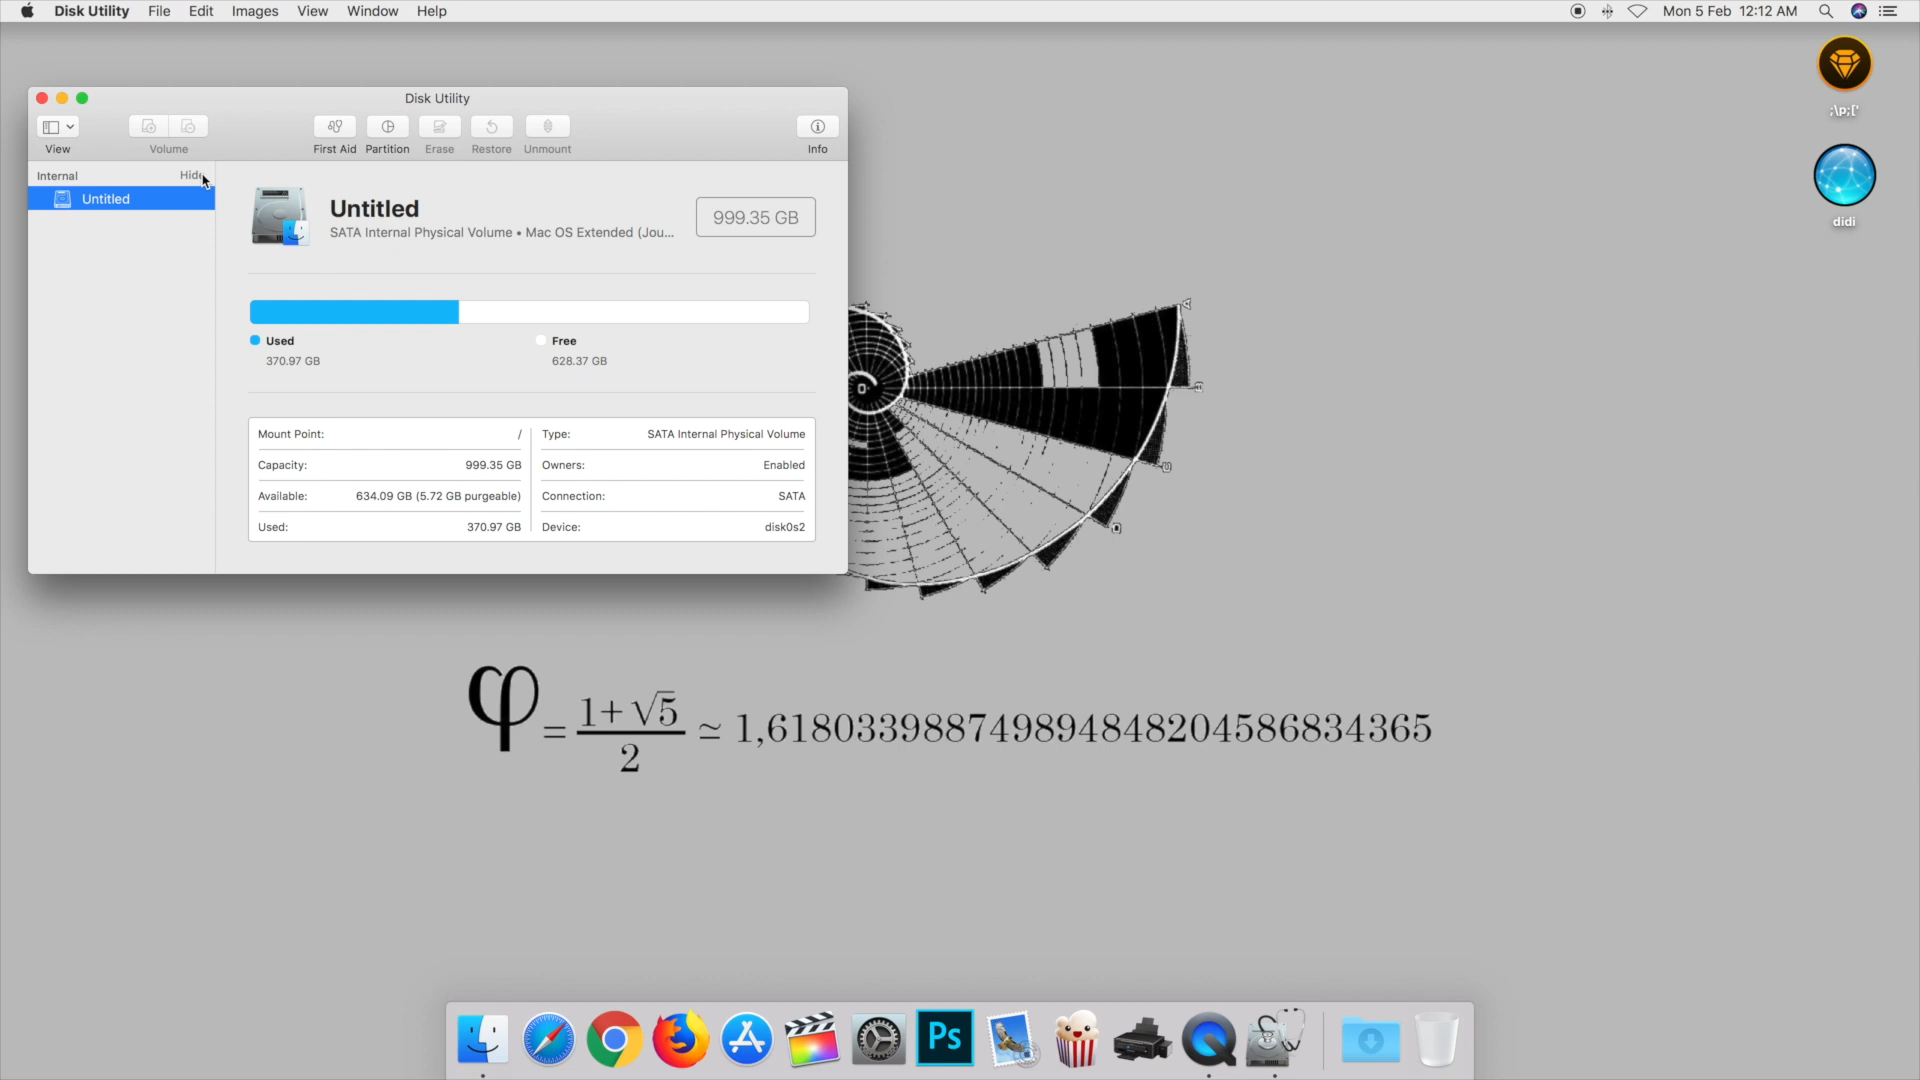 Disk Utility File Edit Images View Window Help Mon 5 Feb 12:12 AM
;\p;['
didi
Disk Utility
View Volume First Aid Partition Erase Restore Unmount Info
Internal
Untitled
Untitled
SATA Internal Physical Volume • Mac OS Extended (Jou...
999.35 GB
Used Free
370.97 GB 628.37 GB
Mount Point: / Type: SATA Internal Physical Volume
Capacity: 999.35 GB Owners: Enabled
Available: 634.09 GB (5.72 GB purgeable) Connection: SATA
Used: 370.97 GB Device: disk0s2
φ = 1+√5 / 2 ≃ 1,618033988749894848204586834365
Ps